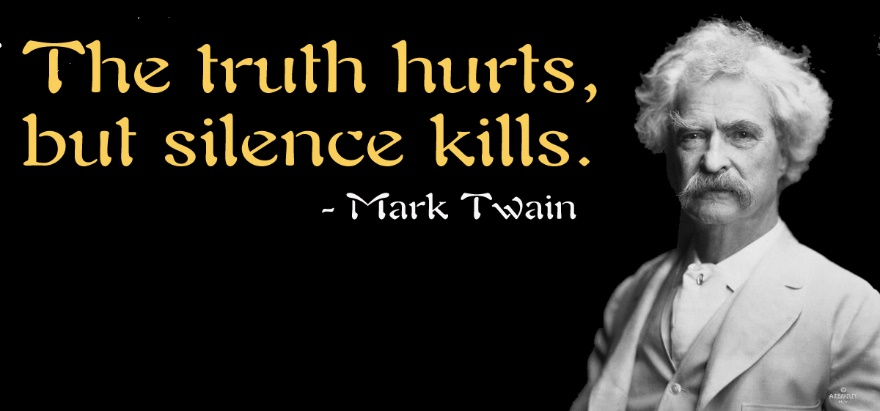 The truth hurts,
but silence kills.
- Mark Twain